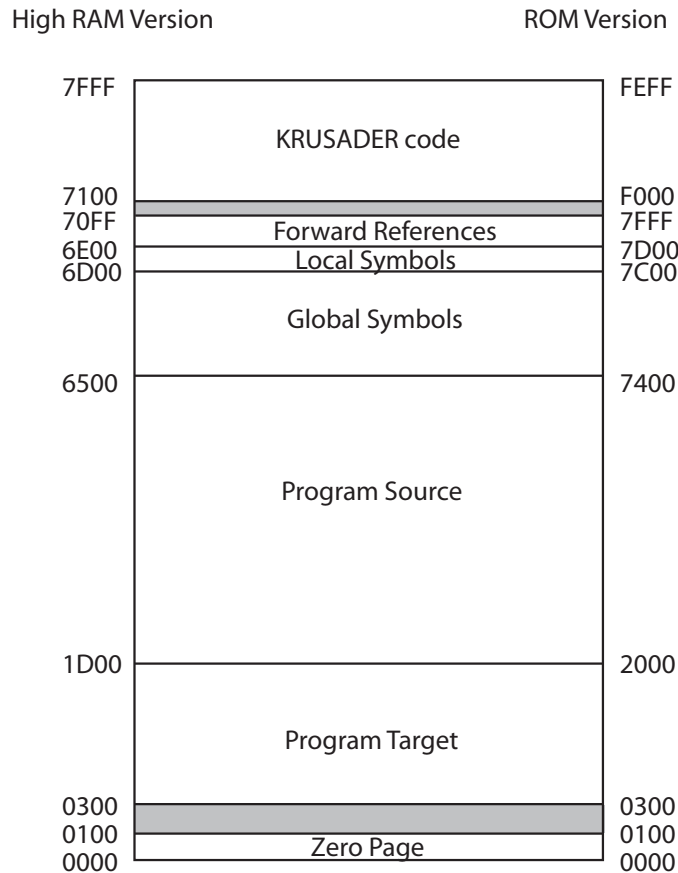 High RAM Version ROM Version
7FFF FEFF
KRUSADER code
7100 F000
70FF 7FFF
Forward References
6E00 7D00
Local Symbols
6D00 7C00
Global Symbols
6500 7400
Program Source
1D00 2000
Program Target
0300 0300
0100 0100
Zero Page
0000 0000